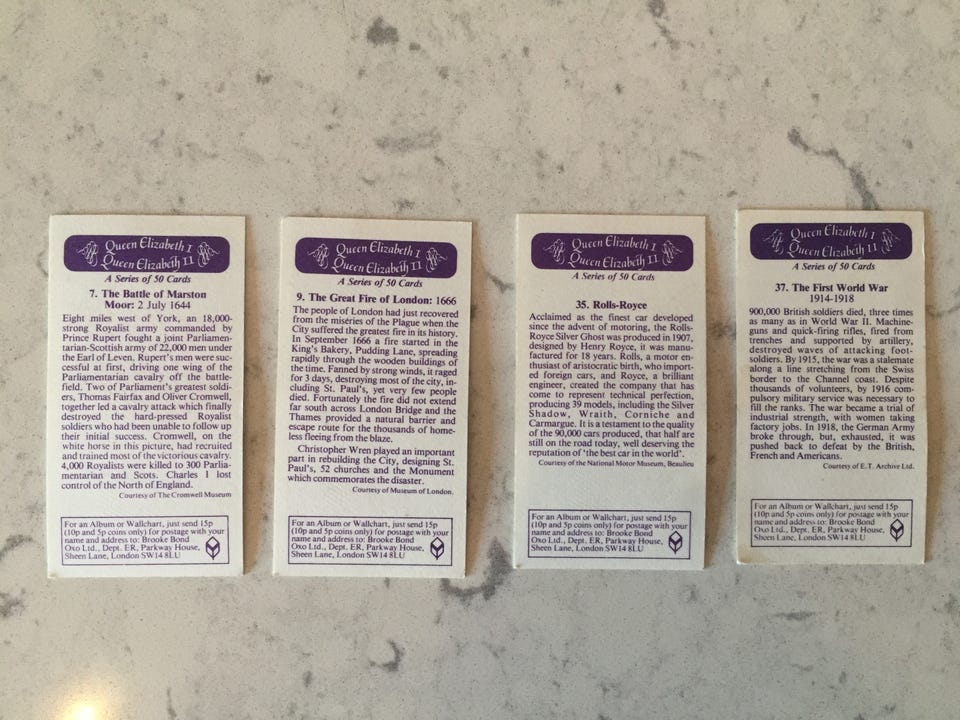 Queen Elizabeth I
Queen Elizabeth II
A Series of 50 Cards
7. The Battle of Marston
Moor: 2 July 1644
Eight miles west of York, an 18,000-
strong Royalist army commanded by
Prince Rupert fought a joint Parliamen-
tarian-Scottish army of 22,000 men under
the Earl of Leven. Rupert's men were suc-
cessful at first, driving one wing of the
Parliamentarian cavalry off the battle-
field. Two of Parliament's greatest soldi-
ers, Thomas Fairfax and Oliver Cromwell,
together led a cavalry attack which finally
destroyed the hard-pressed Royalist
soldiers who had been unable to follow up
their initial success. Cromwell, on the
white horse in this picture, had recruited
and trained most of the victorious cavalry.
4,000 Royalists were killed to 300 Parlia-
mentarian and Scots. Charles I lost
control of the North of England.
Courtesy of The Cromwell Museum
For an Album or Wallchart, just send 15p
(10p and 5p coins only) for postage with your
name and address to: Brooke Bond
Oxo Ltd., Dept. ER, Parkway House,
Sheen Lane, London SW14 8LU
Queen Elizabeth I
Queen Elizabeth II
A Series of 50 Cards
9. The Great Fire of London: 1666
The people of London had just recovered
from the miseries of the Plague when the
City suffered the greatest fire in its history.
In September 1666 a fire started in the
King's Bakery, Pudding Lane, spreading
rapidly through the wooden buildings of
the time. Fanned by strong winds, it raged
for 3 days, destroying most of the city, in-
cluding St. Paul's, yet very few people
died. Fortunately the fire did not extend
far south across London Bridge and the
Thames provided a natural barrier and
escape route for the thousands of home-
less fleeing from the blaze.
Christopher Wren played an important
part in rebuilding the City, designing St.
Paul's, 52 churches and the Monument
which commemorates the disaster.
Courtesy of Museum of London.
For an Album or Wallchart, just send 15p
(10p and 5p coins only) for postage with your
name and address to: Brooke Bond
Oxo Ltd., Dept. ER, Parkway House,
Sheen Lane, London SW14 8LU
Queen Elizabeth I
Queen Elizabeth II
A Series of 50 Cards
35. Rolls-Royce
Acclaimed as the finest car developed
since the advent of motoring, the Rolls-
Royce Silver Ghost was produced in 1907,
designed by Henry Royce, it was manu-
factured for 18 years. Rolls, a motor en-
thusiast of aristocratic birth, who import-
ed foreign cars, and Royce, a brilliant
engineer, created the company that has
come to represent technical perfection,
producing 39 models, including the Silver
Shadow, Wraith, Corniche and
Carmargue. It is a testament to the quality
of the 90,000 cars produced, that half are
still on the road today, well deserving the
reputation of 'the best car in the world'.
Courtesy of the National Motor Museum, Beaulieu
For an Album or Wallchart, just send 15p
(10p and 5p coins only) for postage with your
name and address to: Brooke Bond
Oxo Ltd., Dept. ER, Parkway House,
Sheen Lane, London SW14 8LU
Queen Elizabeth I
Queen Elizabeth II
A Series of 50 Cards
37. The First World War
1914-1918
900,000 British soldiers died, three times
as many as in World War II. Machine-
guns and quick-firing rifles, fired from
trenches and supported by artillery,
destroyed waves of attacking foot-
soldiers. By 1915, the war was a stalemate
along a line stretching from the Swiss
border to the Channel coast. Despite
thousands of volunteers, by 1916 com-
pulsory military service was necessary to
fill the ranks. The war became a trial of
industrial strength, with women taking
factory jobs. In 1918, the German Army
broke through, but, exhausted, it was
pushed back to defeat by the British,
French and Americans.
Courtesy of E.T. Archive Ltd.
For an Album or Wallchart, just send 15p
(10p and 5p coins only) for postage with your
name and address to: Brooke Bond
Oxo Ltd., Dept. ER, Parkway House,
Sheen Lane, London SW14 8LU